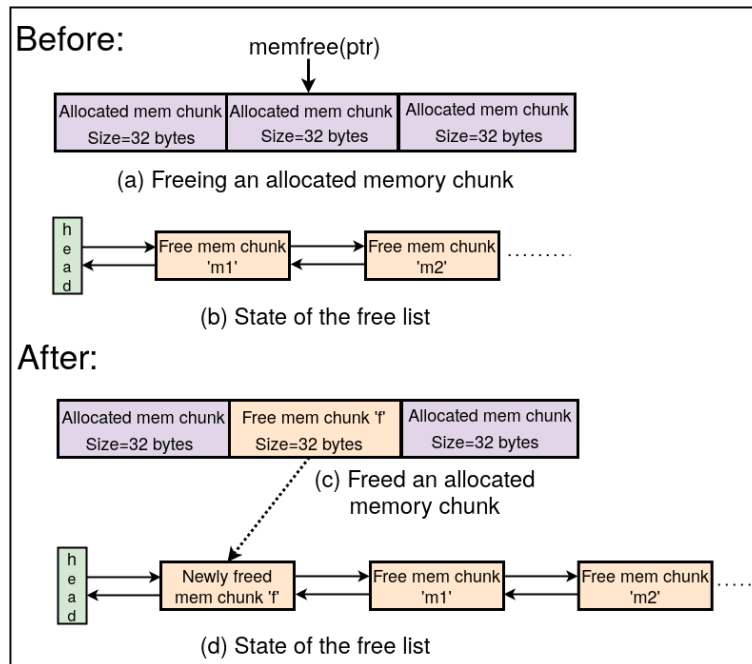 Before:
memfree(ptr)
Allocated mem chunk Allocated mem chunk Allocated mem chunk
Size=32 bytes Size=32 bytes Size=32 bytes
(a) Freeing an allocated memory chunk
head
Free mem chunk Free mem chunk
'm1' 'm2'
(b) State of the free list
After:
Allocated mem chunk Free mem chunk 'f' Allocated mem chunk
Size=32 bytes Size=32 bytes Size=32 bytes
(c) Freed an allocated
memory chunk
head
Newly freed Free mem chunk Free mem chunk
mem chunk 'f' 'm1' 'm2'
(d) State of the free list